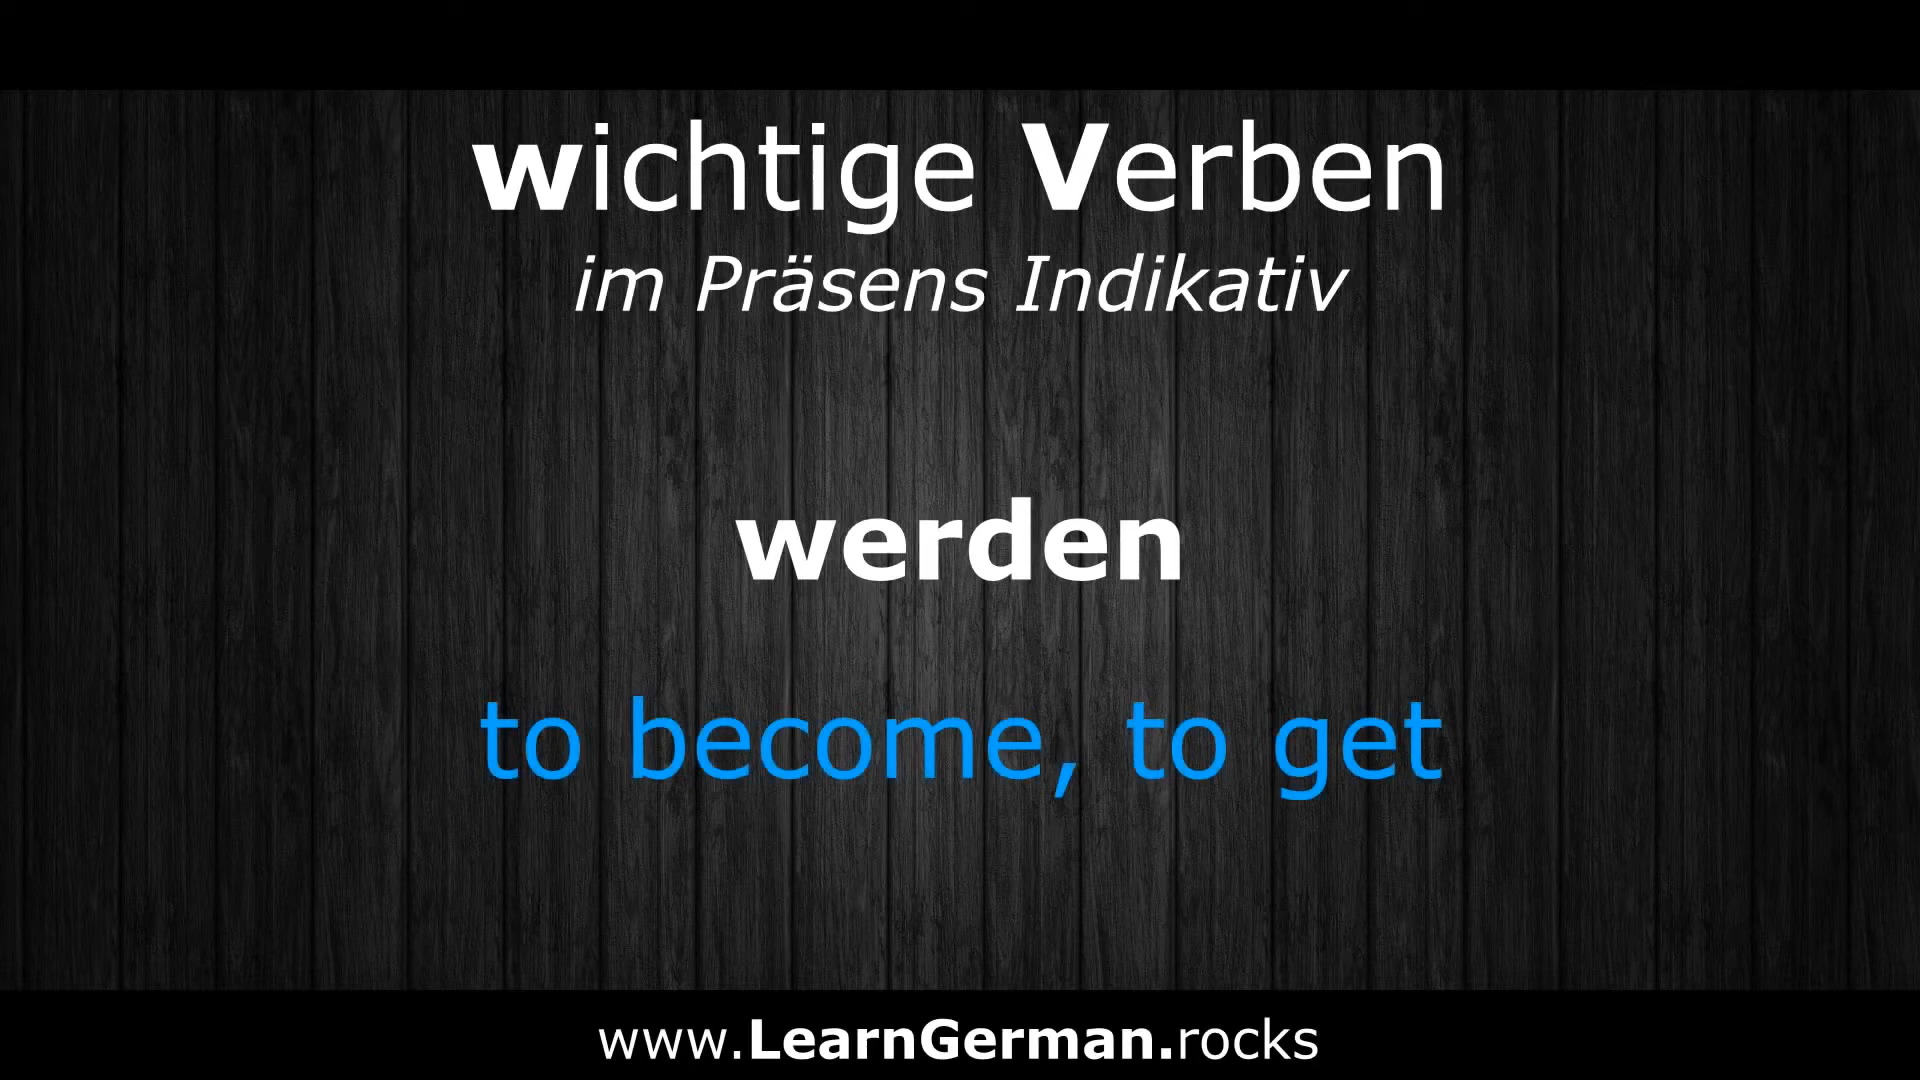 wichtige Verben
im Präsens Indikativ
werden
to become, to get
www.LearnGerman.rocks